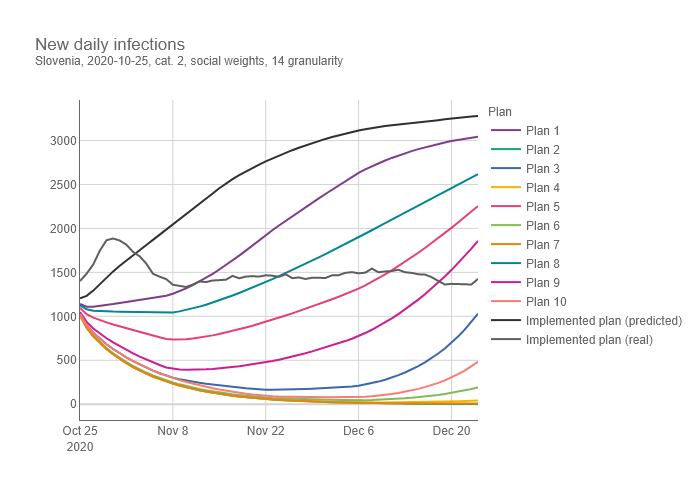 New daily infections
Slovenia, 2020-10-25, cat. 2, social weights, 14 granularity
3000
2500
2000
1500
1000
500
0
Oct 25
2020
Nov 8
Nov 22
Dec 6
Dec 20
Plan
Plan 1
Plan 2
Plan 3
Plan 4
Plan 5
Plan 6
Plan 7
Plan 8
Plan 9
Plan 10
Implemented plan (predicted)
Implemented plan (real)